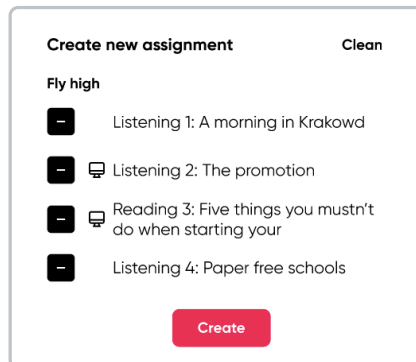 Create new assignment Clean
Fly high
Listening 1: A morning in Krakowd
Listening 2: The promotion
Reading 3: Five things you mustn't
do when starting your
Listening 4: Paper free schools
Create